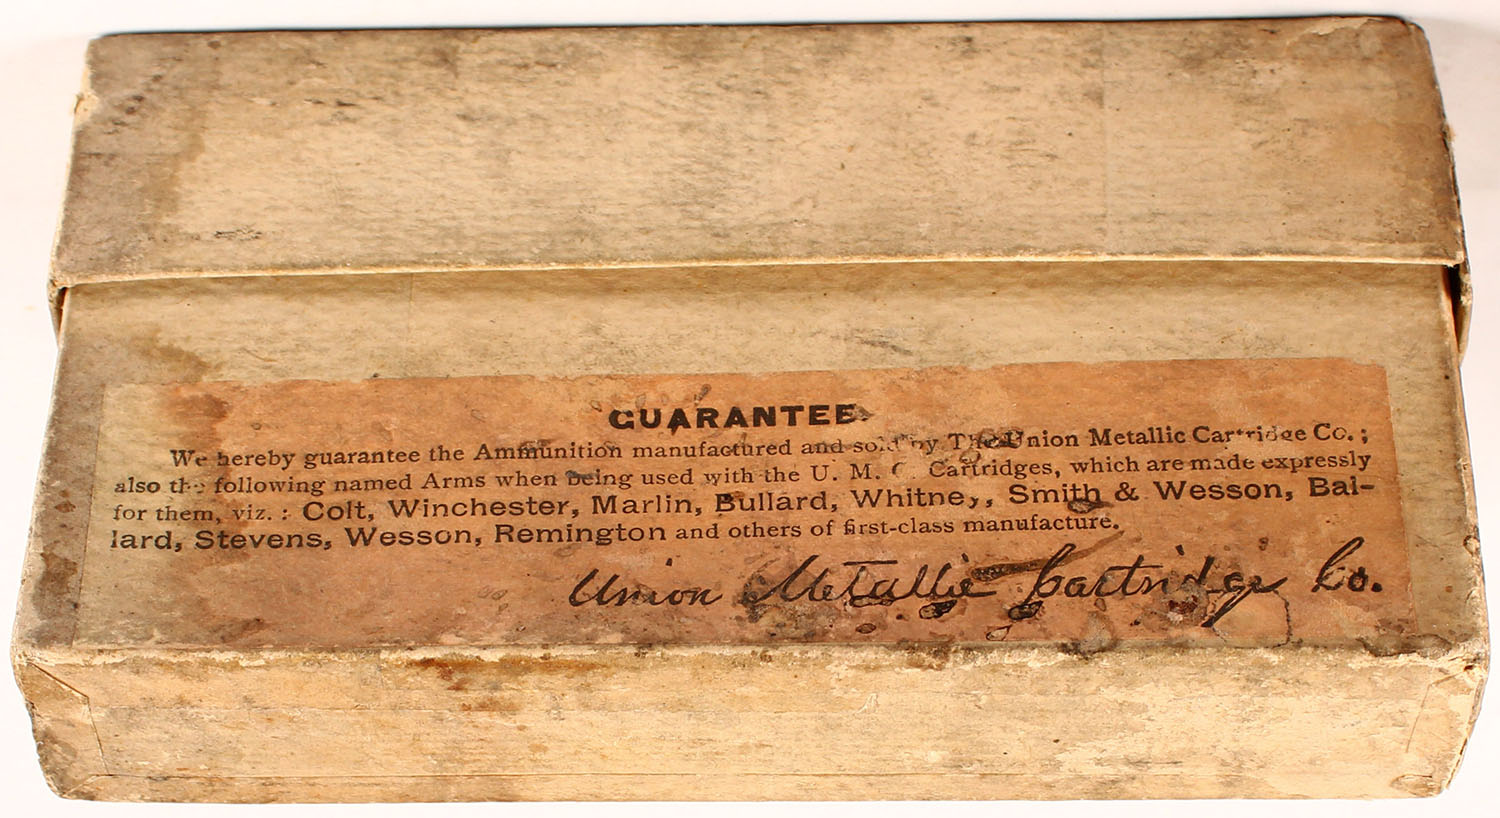 GUARANTEE.
We hereby guarantee the Ammunition manufactured and sold by The Union Metallic Cartridge Co.;
also the following named Arms when being used with the U. M. C. Cartridges, which are made expressly
for them, viz.: Colt, Winchester, Marlin, Bullard, Whitney, Smith & Wesson, Bal-
lard, Stevens, Wesson, Remington and others of first-class manufacture.
Union Metallic Cartridge Co.